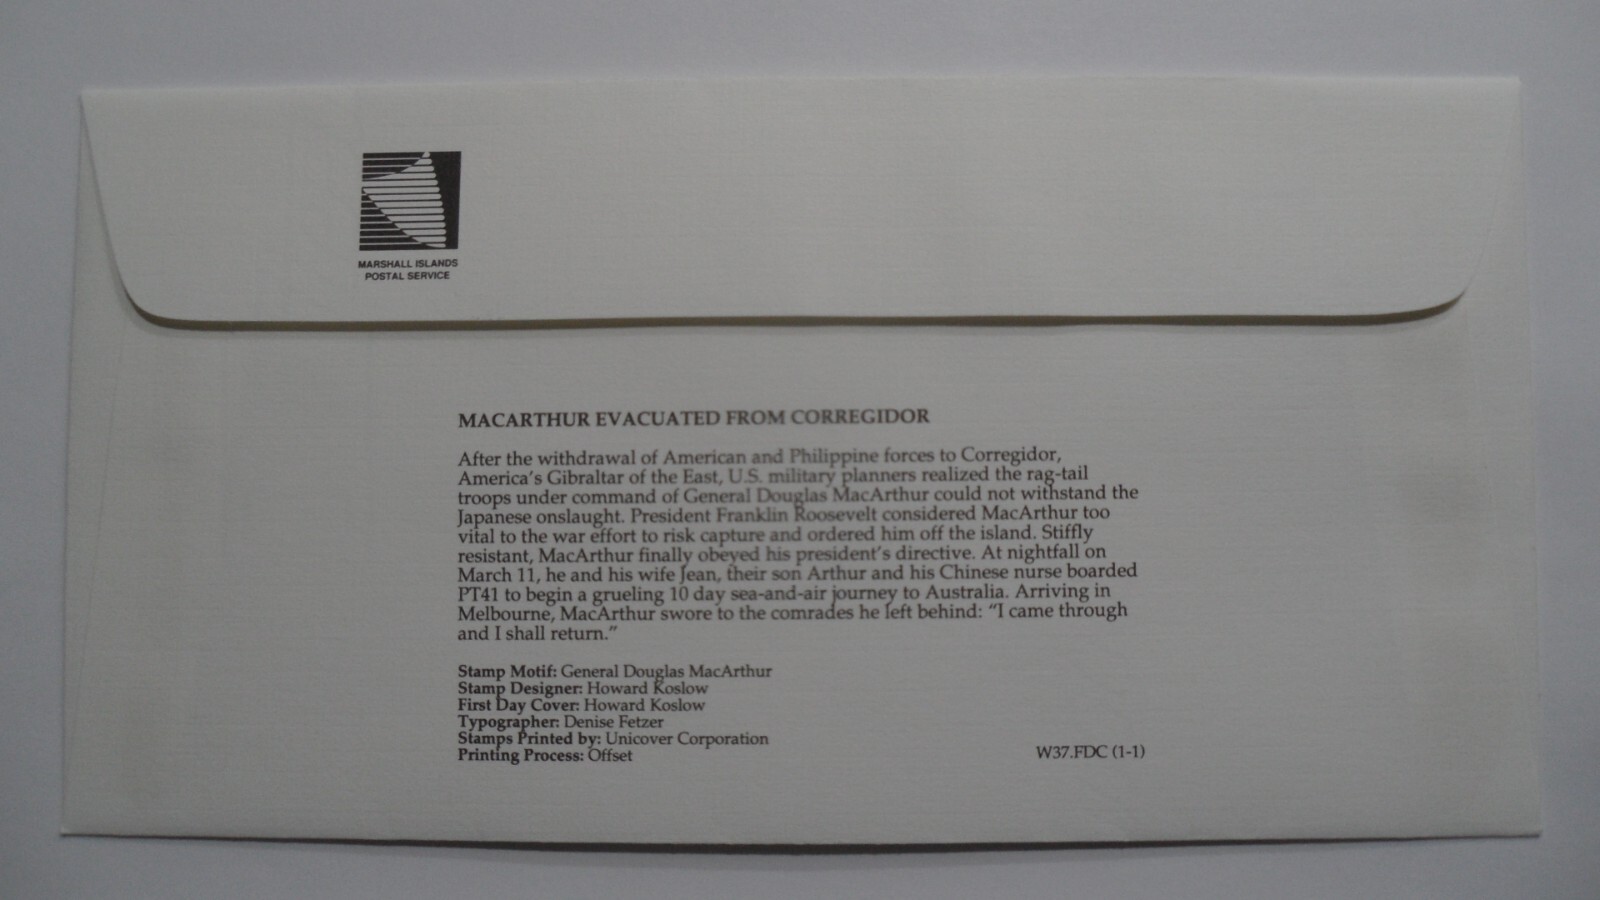 MARSHALL ISLANDS
POSTAL SERVICE
MACARTHUR EVACUATED FROM CORREGIDOR
After the withdrawal of American and Philippine forces to Corregidor,
America's Gibraltar of the East, U.S. military planners realized the rag-tail
troops under command of General Douglas MacArthur could not withstand the
Japanese onslaught. President Franklin Roosevelt considered MacArthur too
vital to the war effort to risk capture and ordered him off the island. Stiffly
resistant, MacArthur finally obeyed his president's directive. At nightfall on
March 11, he and his wife Jean, their son Arthur and his Chinese nurse boarded
PT41 to begin a grueling 10 day sea-and-air journey to Australia. Arriving in
Melbourne, MacArthur swore to the comrades he left behind: "I came through
and I shall return."
Stamp Motif: General Douglas MacArthur
Stamp Designer: Howard Koslow
First Day Cover: Howard Koslow
Typographer: Denise Fetzer
Stamps Printed by: Unicover Corporation
Printing Process: Offset
W37.FDC (1-1)